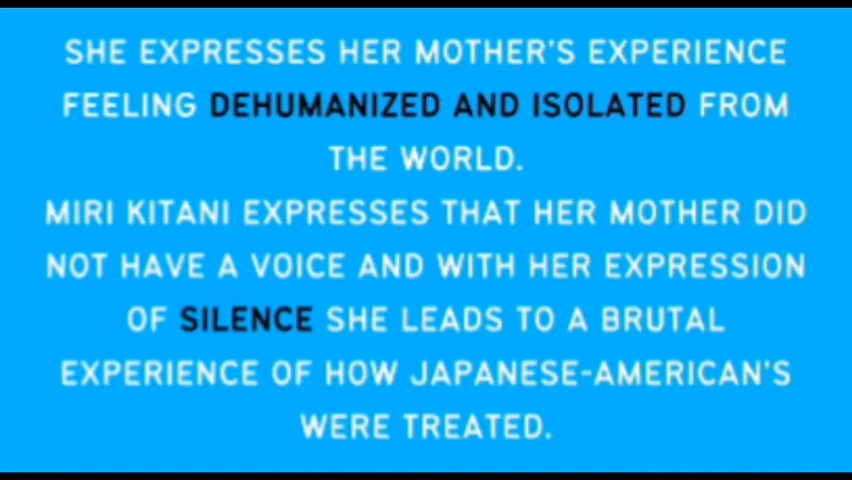 SHE EXPRESSES HER MOTHER'S EXPERIENCE
FEELING DEHUMANIZED AND ISOLATED FROM
THE WORLD.
MIRI KITANI EXPRESSES THAT HER MOTHER DID
NOT HAVE A VOICE AND WITH HER EXPRESSION
OF SILENCE SHE LEADS TO A BRUTAL
EXPERIENCE OF HOW JAPANESE-AMERICAN'S
WERE TREATED.